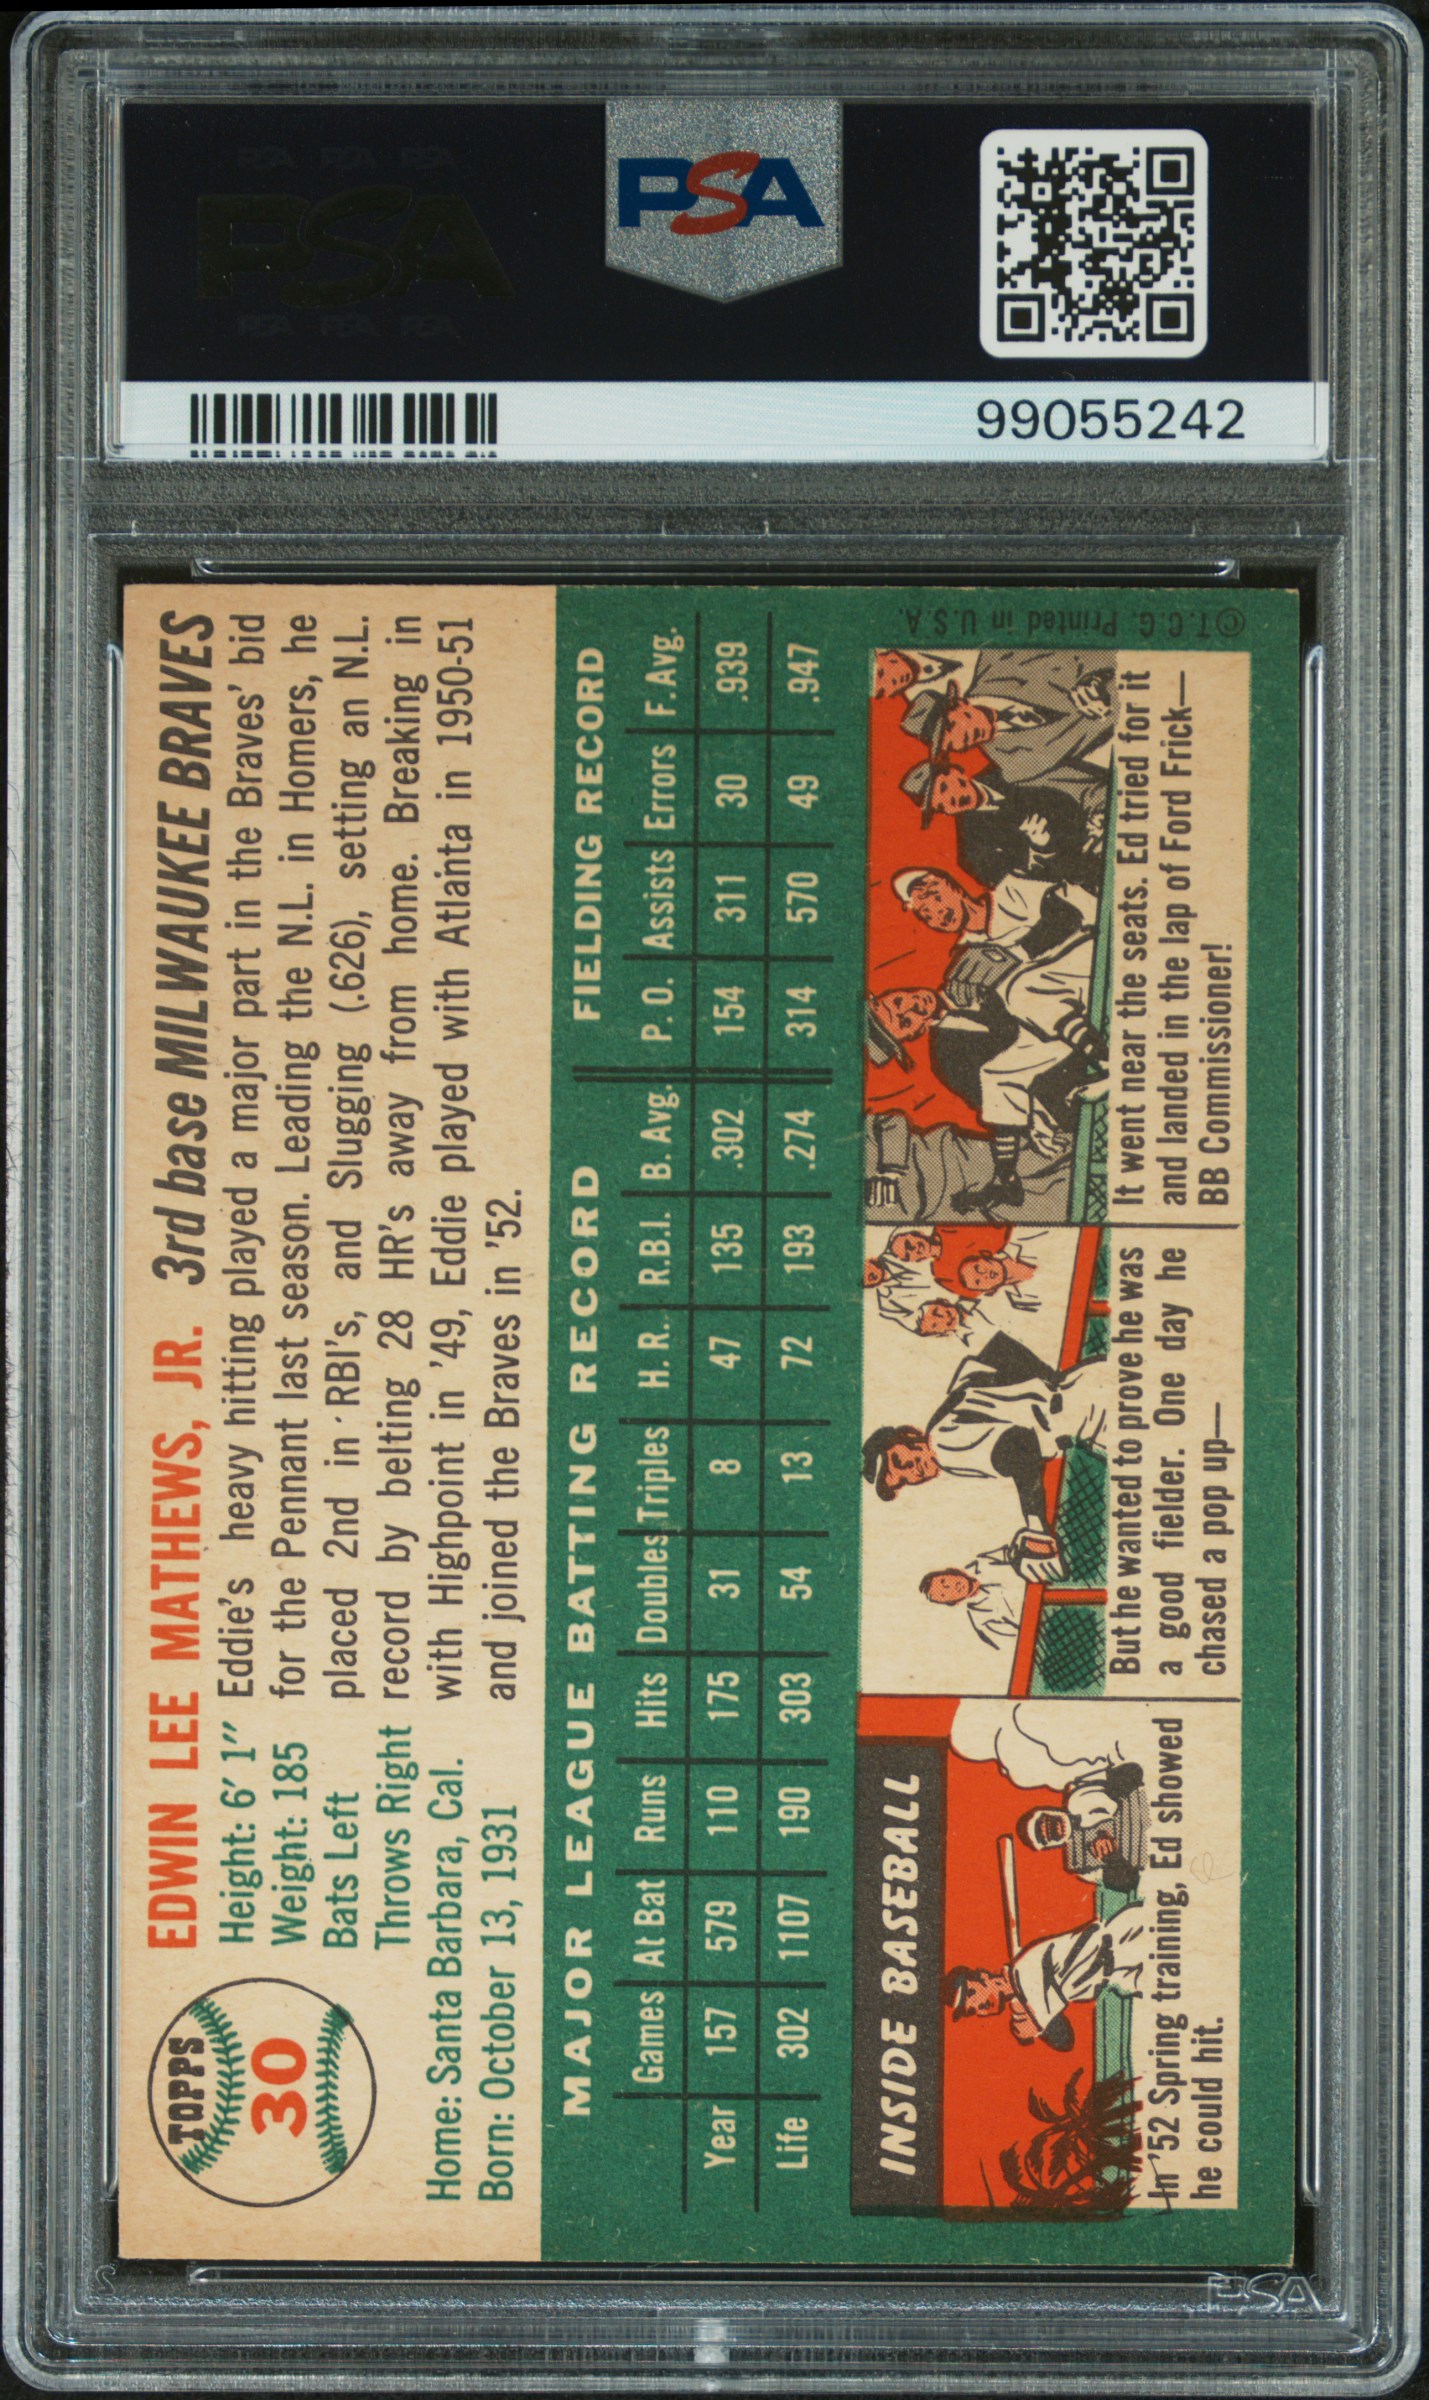 PSA PSA PSA
PSA
PSA PSA PSA
PSA
99055242
TOPPS
30
EDWIN LEE MATHEWS, JR. 3rd base MILWAUKEE BRAVES
Height: 6' 1"
Weight: 185
Bats Left
Throws Right
Home: Santa Barbara, Cal.
Born: October 13, 1931
Eddie's heavy hitting played a major part in the Braves' bid
for the Pennant last season. Leading the N.L. in Homers, he
placed 2nd in RBI's, and Slugging (.626), setting an N.L.
record by belting 28 HR's away from home. Breaking in
with Highpoint in '49, Eddie played with Atlanta in 1950-51
and joined the Braves in '52.
MAJOR LEAGUE BATTING RECORD FIELDING RECORD
Games At Bat Runs Hits Doubles Triples H. R. R.B.I. B. Avg. P. O. Assists Errors F. Avg.
Year 157 579 110 175 31 8 47 135 .302 154 311 30 .939
Life 302 1107 190 303 54 13 72 193 .274 314 570 49 .947
INSIDE BASEBALL
In '52 Spring training, Ed showed
he could hit.
But he wanted to prove he was
a good fielder. One day he
chased a pop up—
It went near the seats. Ed tried for it
and landed in the lap of Ford Frick—
BB Commissioner!
©T.C.G. Printed in U.S.A.
PSA